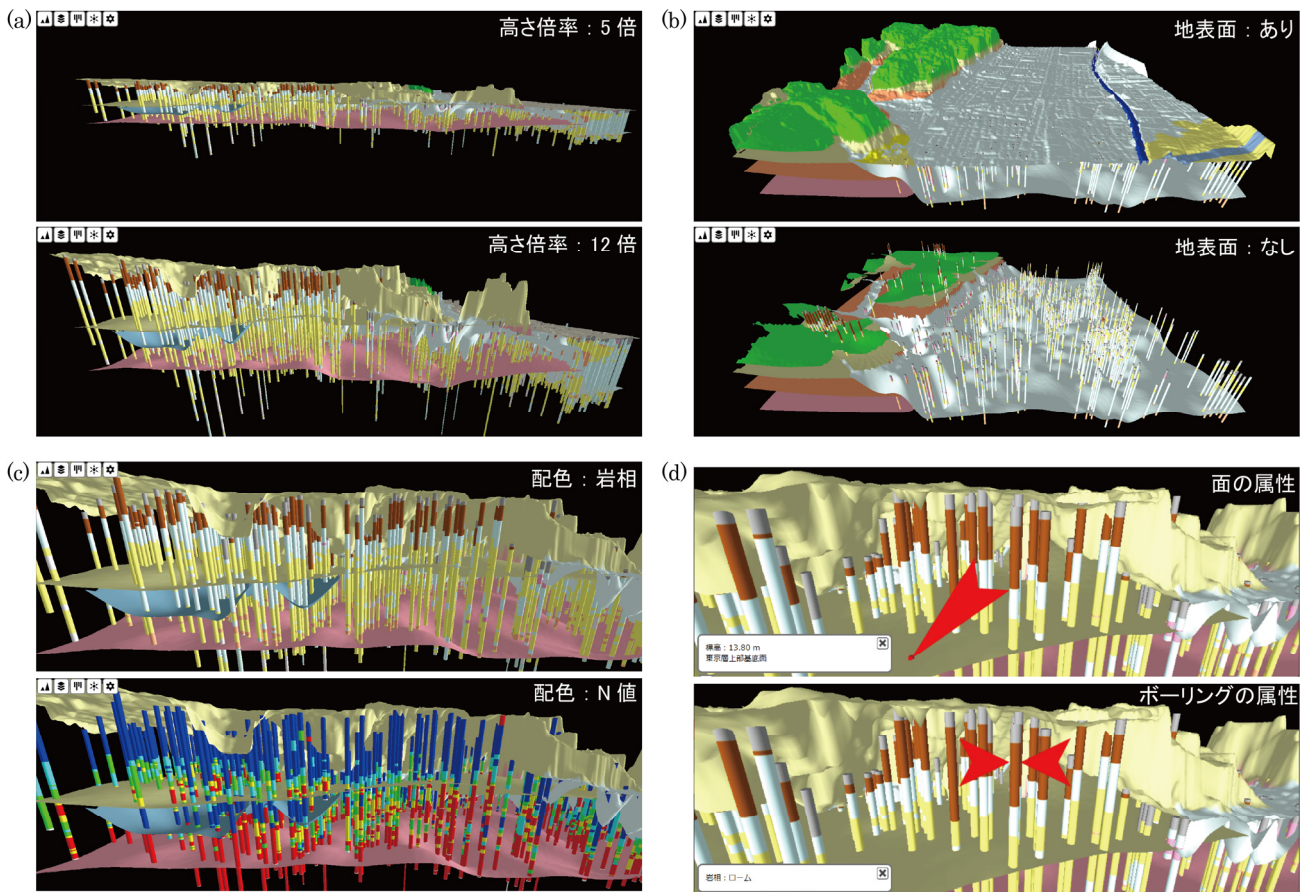 (a)
高さ倍率：5 倍
高さ倍率：12 倍
(b)
地表面：あり
地表面：なし
(c)
配色：岩相
配色：N 値
(d)
面の属性
標高：13.80 m
東京層上部基底面
ボーリングの属性
岩相：ローム